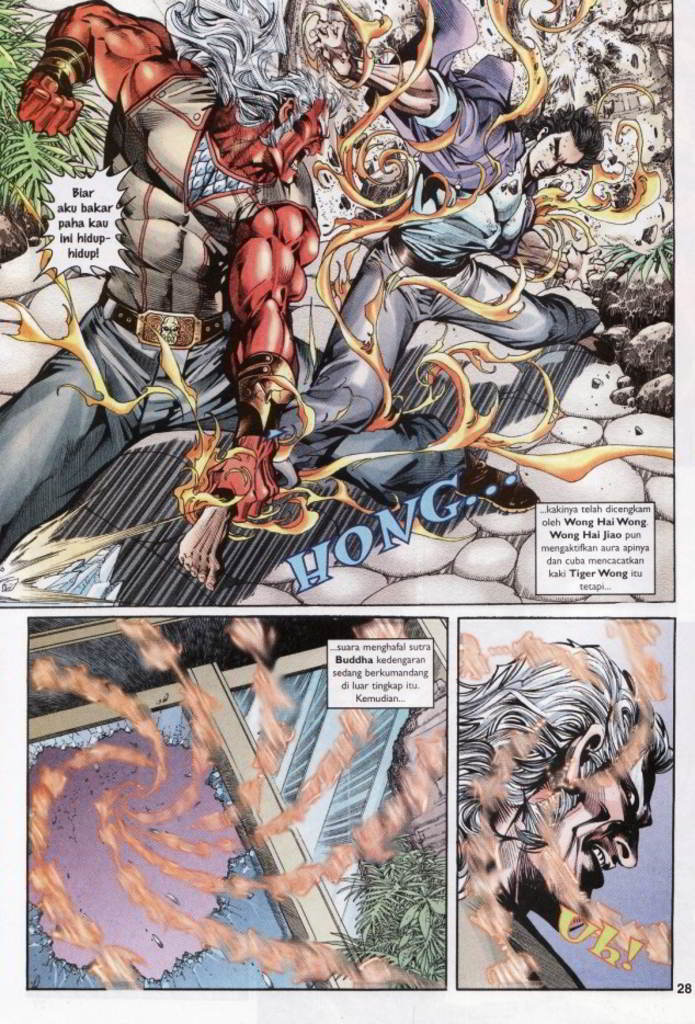 Biar
aku bakar
paha kau
ini hidup-
hidup!
HONG...
...kakinya telah dicengkam
oleh Wong Hai Wong.
Wong Hai Jiao pun
mengaktifkan aura apinya
dan cuba mencacatkan
kaki Tiger Wong itu
tetapi...
...suara menghafal sutra
Buddha kedengaran
sedang berkumandang
di luar tingkap itu.
Kemudian...
Uh!
28